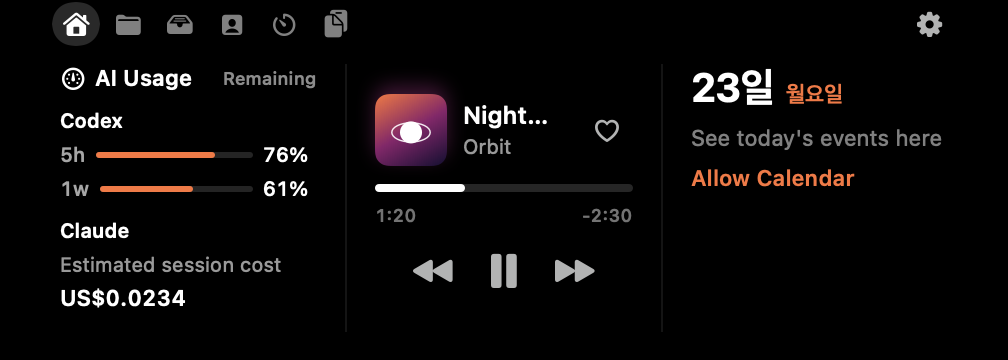 AI Usage Remaining
Codex
5h 76%
1w 61%
Claude
Estimated session cost
US$0.0234
Night...
Orbit
1:20 -2:30
23일 월요일
See today's events here
Allow Calendar